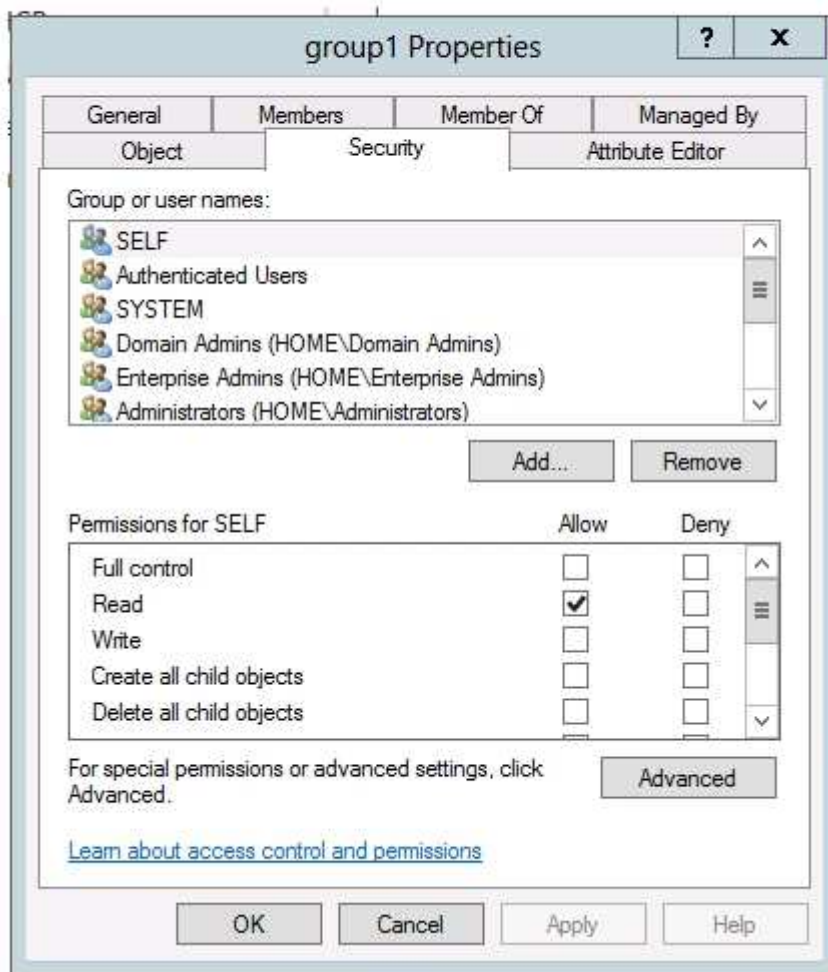 group1 Properties
? x
General Members Member Of Managed By
Object Security Attribute Editor
Group or user names:
SELF
Authenticated Users
SYSTEM
Domain Admins (HOME\Domain Admins)
Enterprise Admins (HOME\Enterprise Admins)
Administrators (HOME\Administrators)
Add... Remove
Permissions for SELF Allow Deny
Full control
Read
Write
Create all child objects
Delete all child objects
For special permissions or advanced settings, click Advanced
Advanced.
Learn about access control and permissions
OK Cancel Apply Help